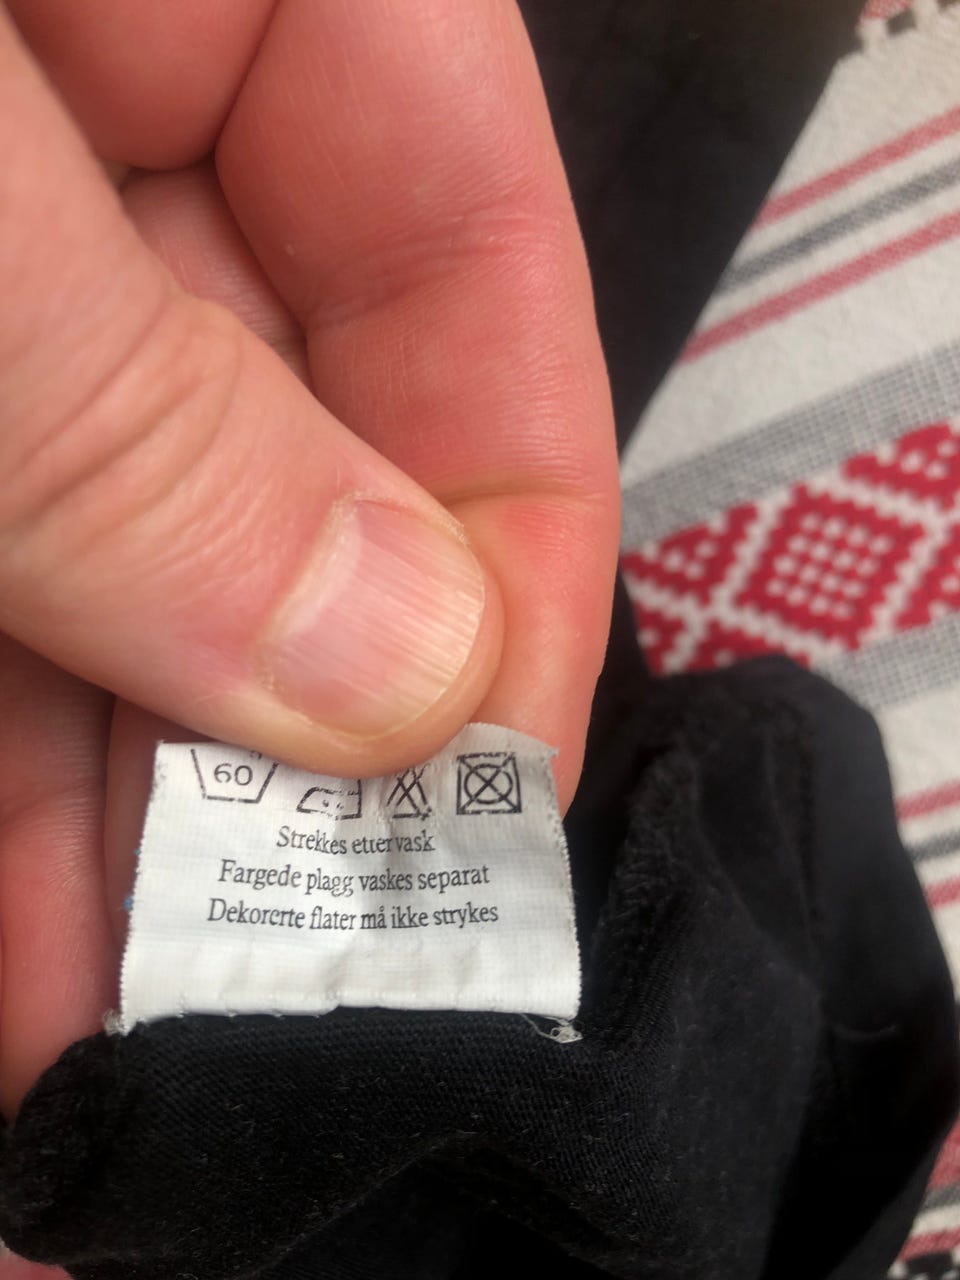 60
Strekkes etter vask
Fargede plagg vaskes separat
Dekorerte flater må ikke strykes